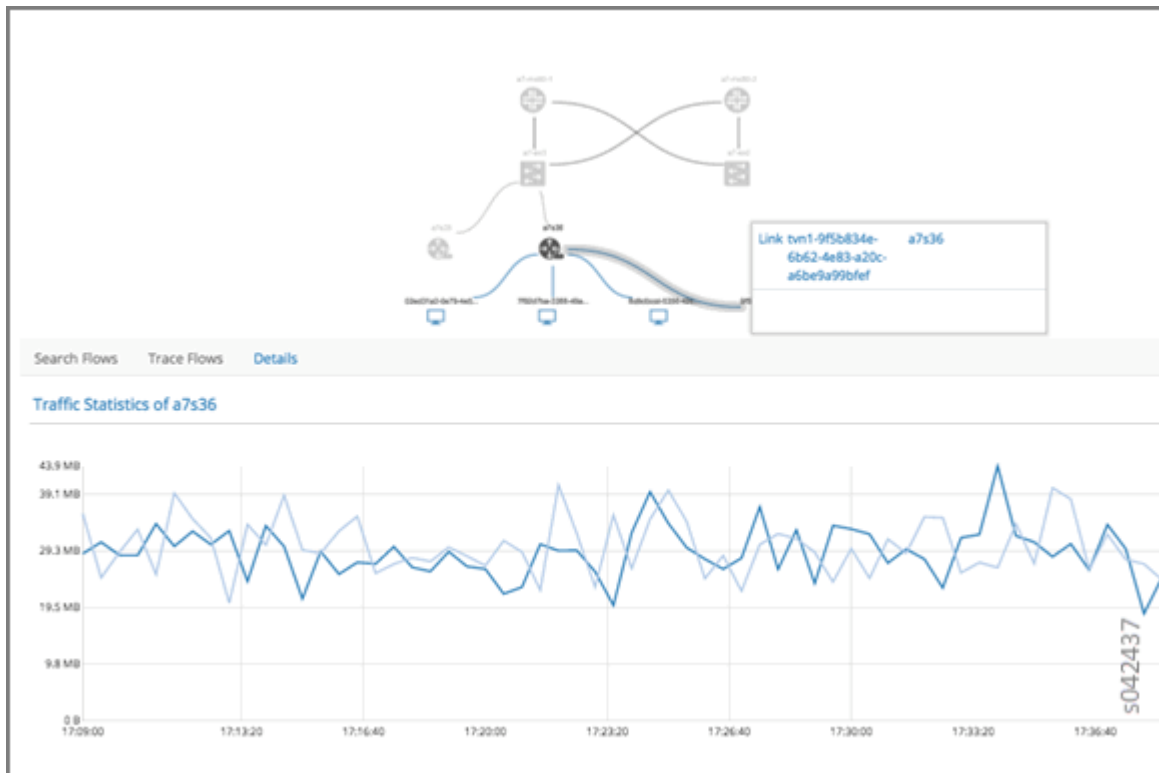 a7s36
Link tvn1-9f5b834e- a7s36
6b62-4e83-a20c-
a6be9a99bfef
Search Flows Trace Flows Details
Traffic Statistics of a7s36
43.9 MB
39.1 MB
29.3 MB
19.5 MB
9.8 MB
0 B
17:09:00 17:13:20 17:16:40 17:20:00 17:23:20 17:26:40 17:30:00 17:33:20 17:36:40
s042437